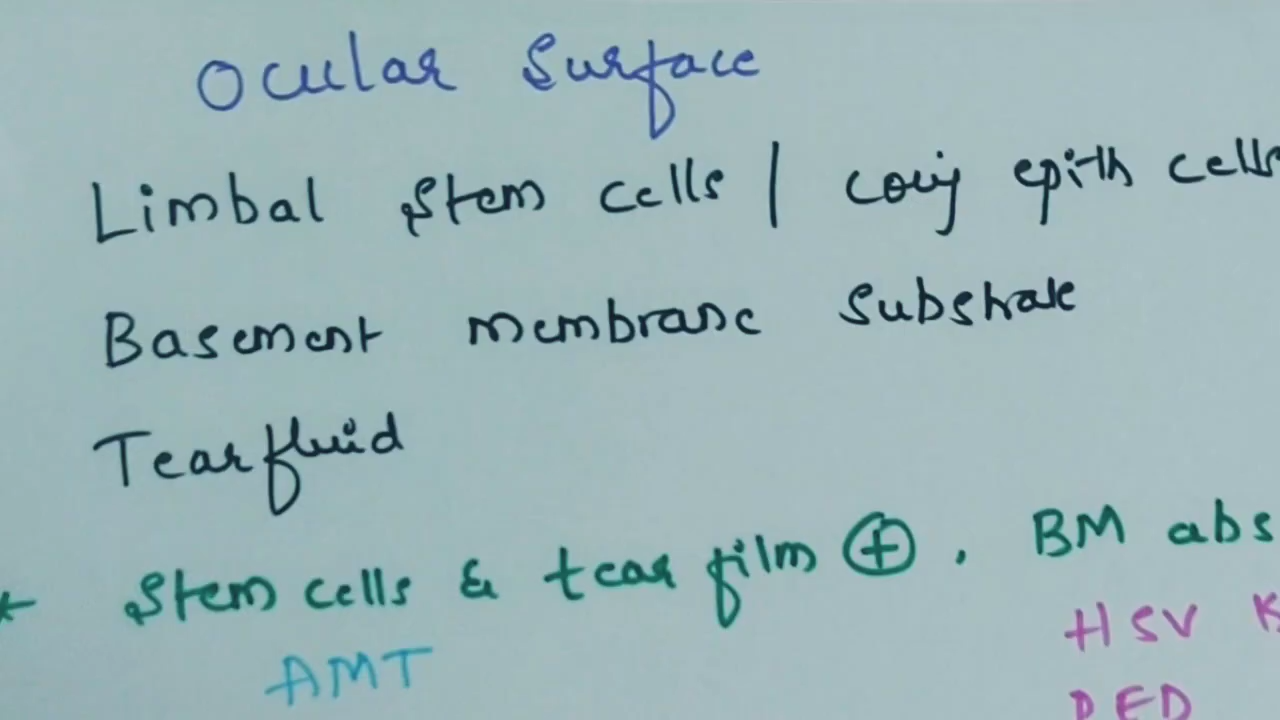 Ocular Surface
Limbal Stem cells / conj epith cells
Basement membrane Substrate
Tear fluid
* Stem cells & tear film ⊕ . BM abs
HSV K
AMT
PED